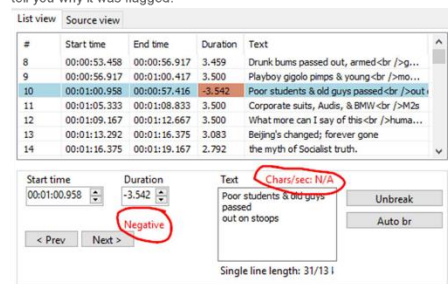 tell you why it was flagged.
List view Source view
# Start time End time Duration Text
8 00:00:53.458 00:00:56.917 3.459 Drunk bums passed out, armed<br />g...
9 00:00:56.917 00:01:00.417 3.500 Playboy gigolo pimps & young<br />mo...
10 00:01:00.958 00:00:57.416 -3.542 Poor students & old guys passed<br />out
11 00:01:05.333 00:01:08.833 3.500 Corporate suits, Audis, & BMW<br />M2s
12 00:01:09.167 00:01:12.667 3.500 What more can I say of this<br />huma...
13 00:01:13.292 00:01:16.375 3.083 Beijing's changed; forever gone
14 00:01:16.375 00:01:19.167 2.792 the myth of Socialist truth.
Start time Duration Text Chars/sec: N/A
00:01:00.958 -3.542 Poor students & old guys
passed
out on stoops
Unbreak
Negative
Auto br
< Prev Next >
Single line length: 31/13